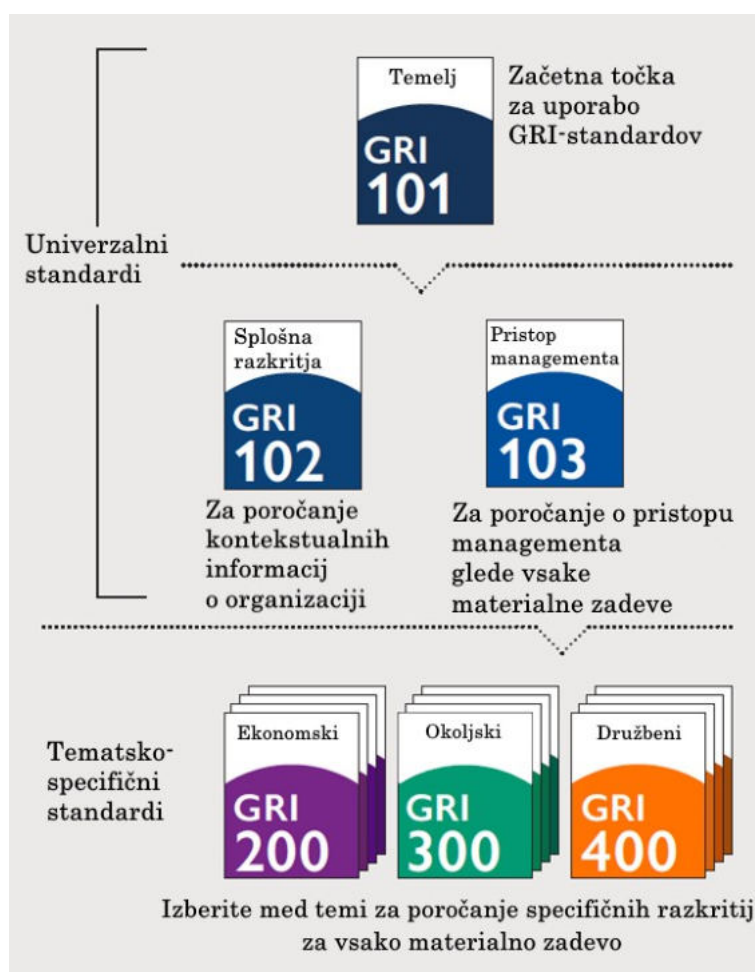 Temelj
GRI
101
Začetna točka
za uporabo
GRI-standardov
Univerzalni
standardi
Splošna
razkritja
GRI
102
Za poročanje
kontekstualnih
informacij
o organizaciji
Pristop
managementa
GRI
103
Za poročanje o pristopu
managementa
glede vsake
materialne zadeve
Tematsko-
specifični
standardi
Ekonomski
GRI
200
Okoljski
GRI
300
Družbeni
GRI
400
Izberite med temi za poročanje specifičnih razkritij
za vsako materialno zadevo